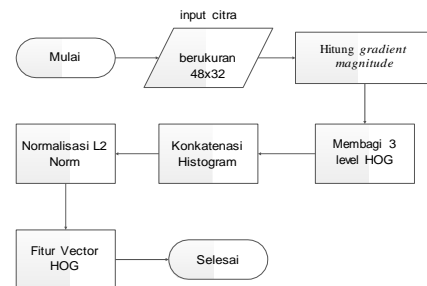 input citra
Mulai
berukuran
48x32
Hitung gradient
magnitude
Membagi 3
level HOG
Konkatenasi
Histogram
Normalisasi L2
Norm
Fitur Vector
HOG
Selesai